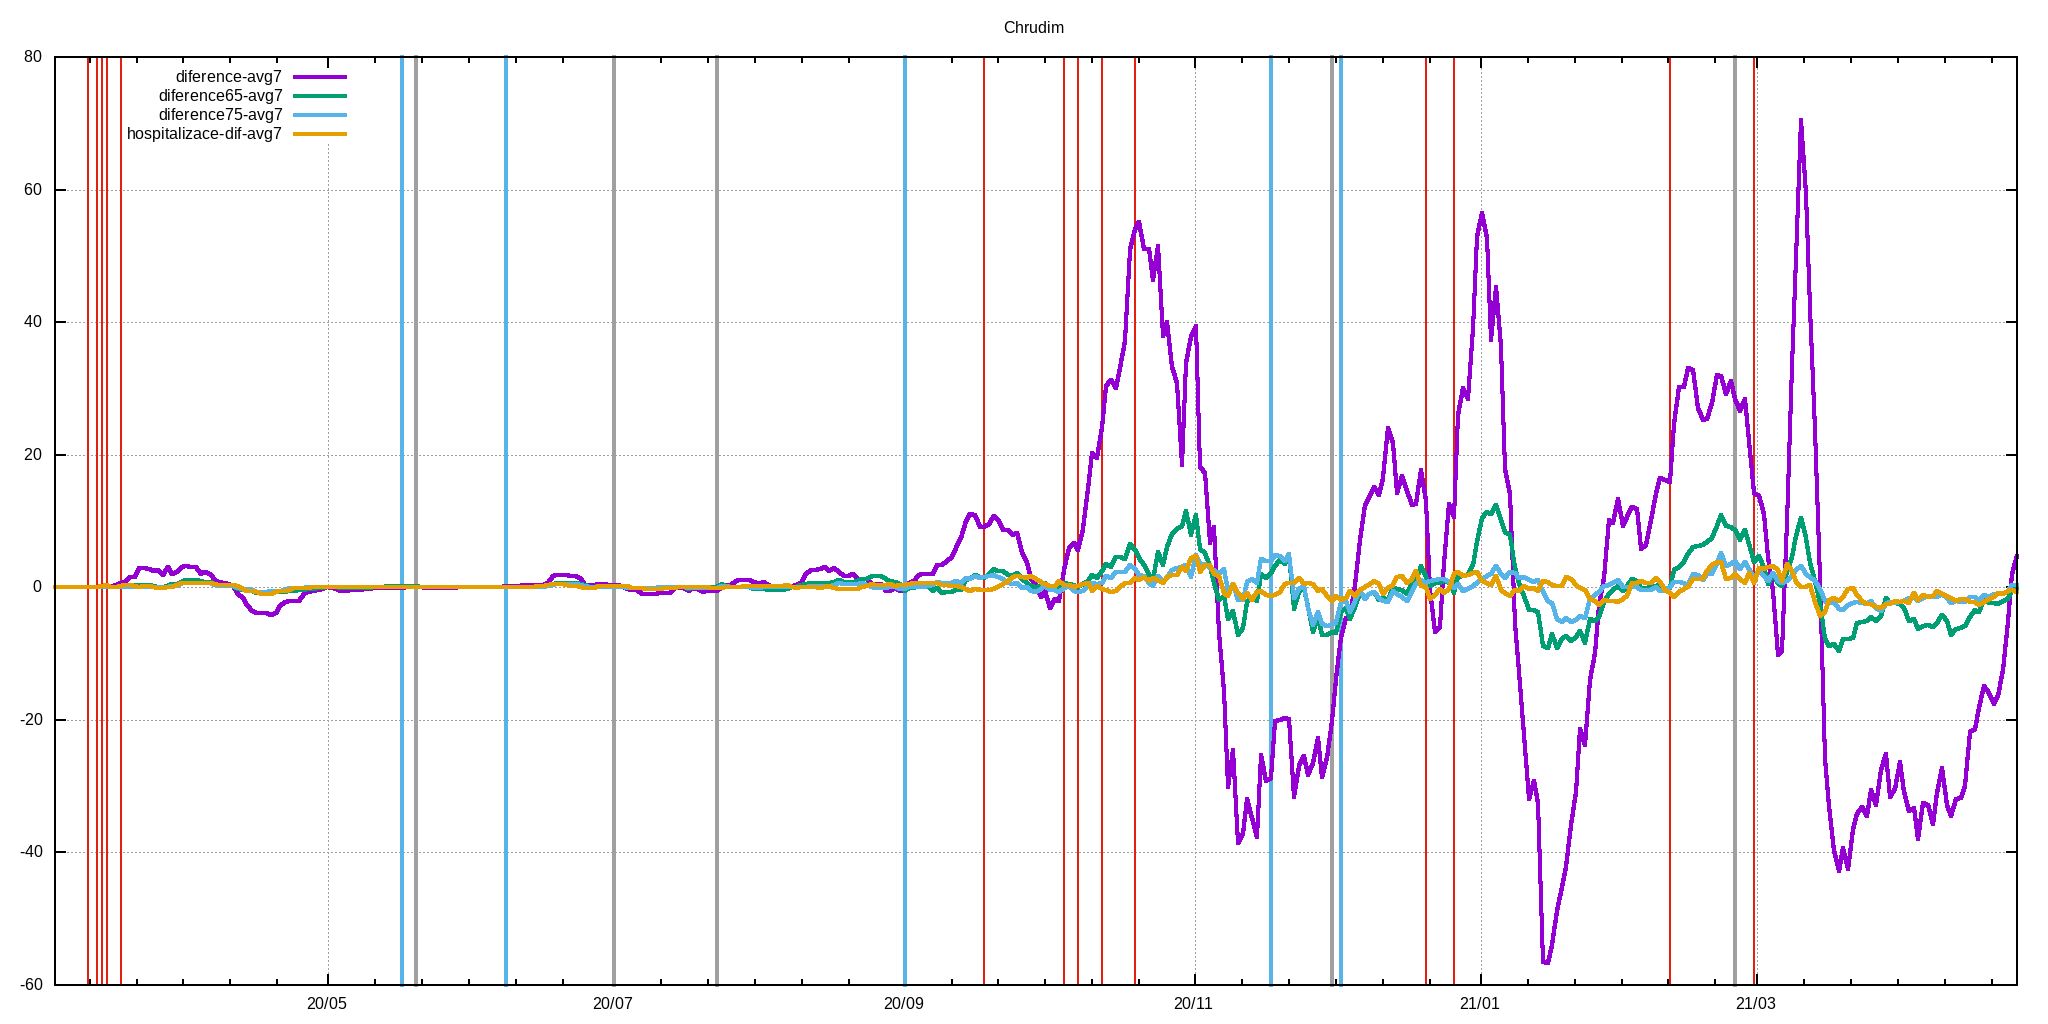 Chrudim
diference-avg7
diference65-avg7
diference75-avg7
hospitalizace-dif-avg7
80
60
40
20
0
-20
-40
-60
20/05 20/07 20/09 20/11 21/01 21/03